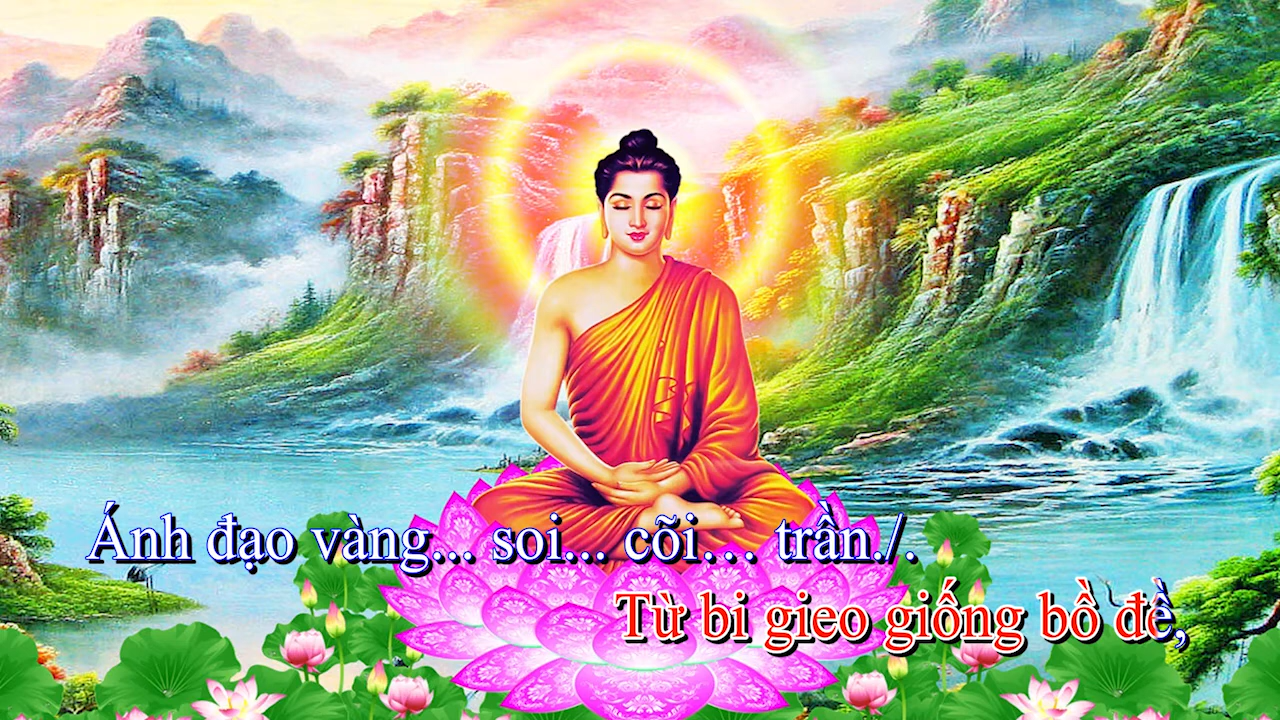 Ánh đạo vàng... soi... cõi... trần./.
Từ bi gieo giống bồ đề,